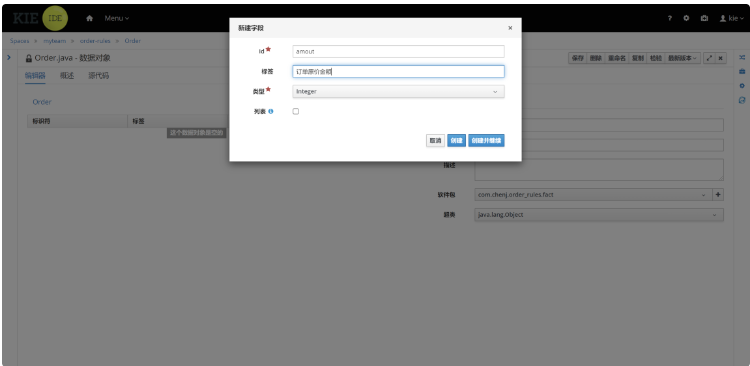 KIE IDE Menu kie
Spaces » myteam » order-rules » Order
Order.java - 数据对象
保存 删除 重命名 复制 校验 最新版本
编辑器 概述 源代码
Order
标识符 标签
这个数据对象是空的
新建字段 ×
Id *
amout
标签
订单原价金额
类型 *
Integer
列表
取消 创建 创建并继续
描述
软件包
com.chenj.order_rules.fact
超类
java.lang.Object